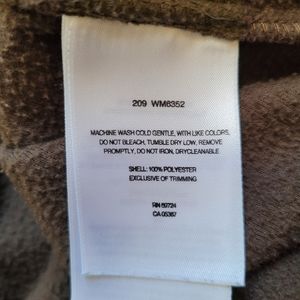 209 WM6352
MACHINE WASH COLD GENTLE, WITH LIKE COLORS,
DO NOT BLEACH, TUMBLE DRY LOW, REMOVE
PROMPTLY, DO NOT IRON, DRYCLEANABLE
SHELL: 100% POLYESTER
EXCLUSIVE OF TRIMMING
RN 80724
CA 05367